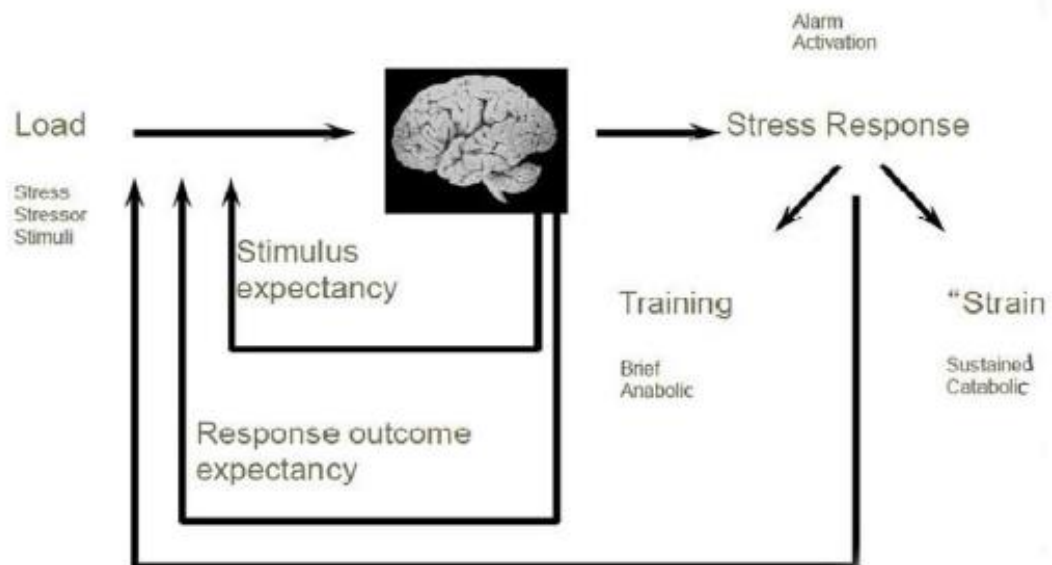 Alarm
Activation
Load
Stress Response
Stress
Stressor
Stimuli
Stimulus
expectancy
Training
“Strain
Brief
Anabolic
Sustained
Catabolic
Response outcome
expectancy